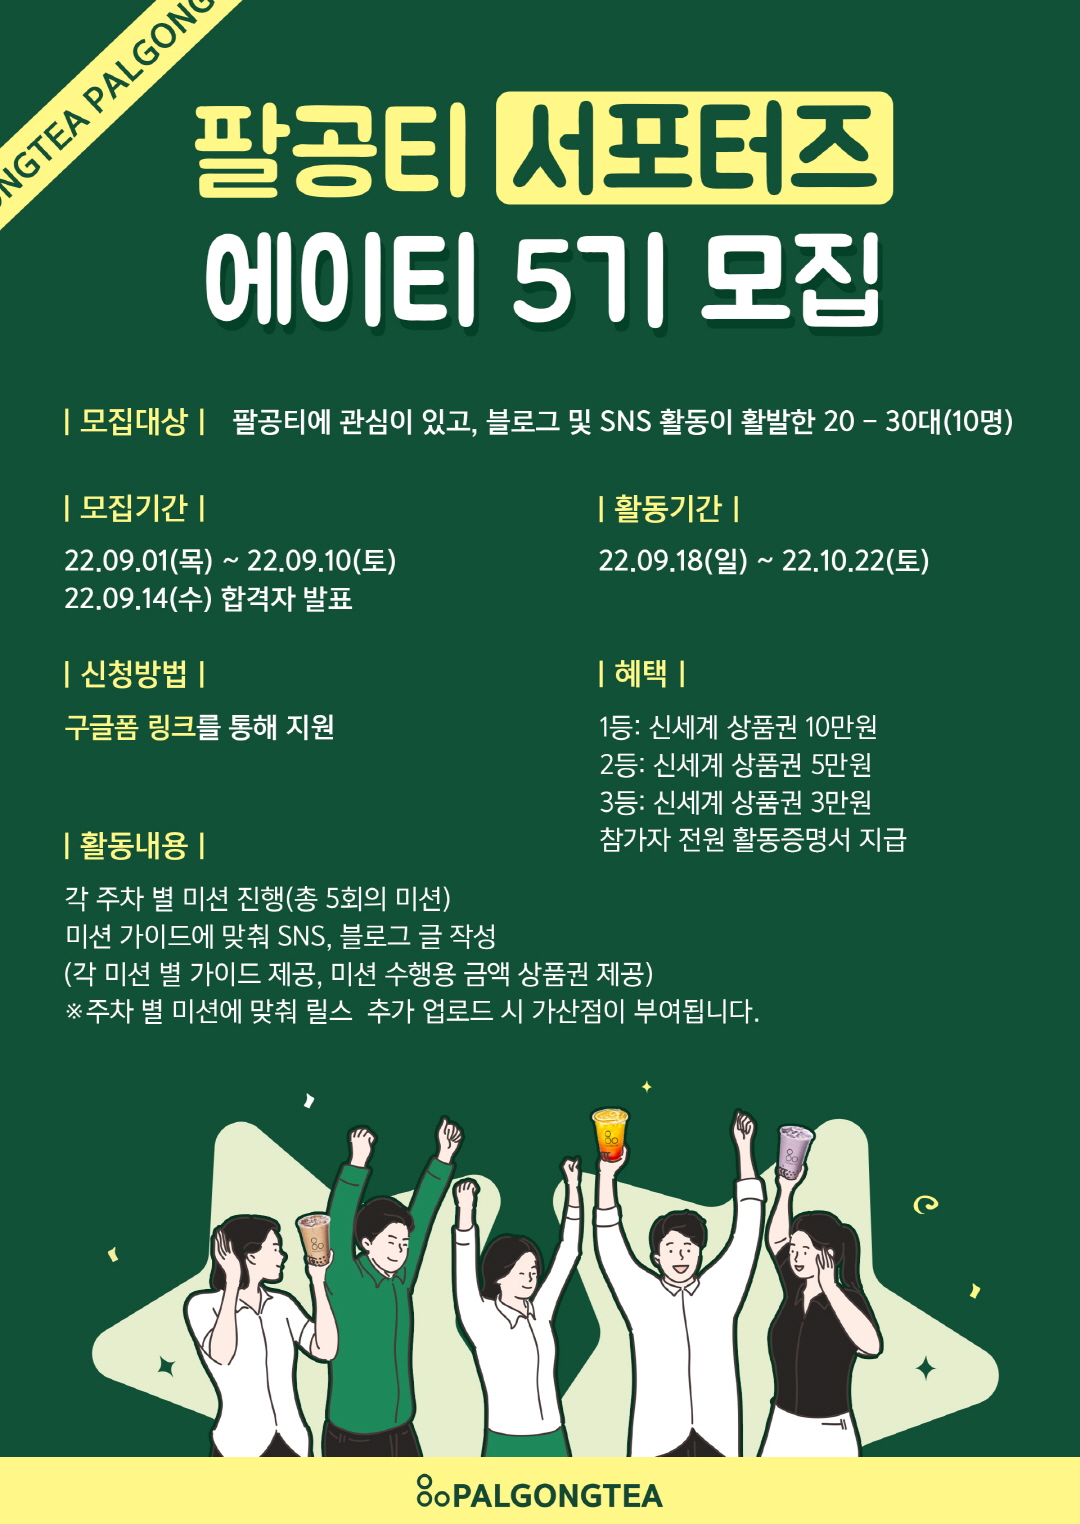 NGTEA PALGONG
팔공티 서포터즈
에이티 5기 모집
| 모집대상 | 팔공티에 관심이 있고, 블로그 및 SNS 활동이 활발한 20 - 30대(10명)
| 모집기간 |
22.09.01(목) ~ 22.09.10(토)
22.09.14(수) 합격자 발표
| 활동기간 |
22.09.18(일) ~ 22.10.22(토)
| 신청방법 |
구글폼 링크를 통해 지원
| 혜택 |
1등: 신세계 상품권 10만원
2등: 신세계 상품권 5만원
3등: 신세계 상품권 3만원
참가자 전원 활동증명서 지급
| 활동내용 |
각 주차 별 미션 진행(총 5회의 미션)
미션 가이드에 맞춰 SNS, 블로그 글 작성
(각 미션 별 가이드 제공, 미션 수행용 금액 상품권 제공)
※주차 별 미션에 맞춰 릴스 추가 업로드 시 가산점이 부여됩니다.
PALGONGTEA